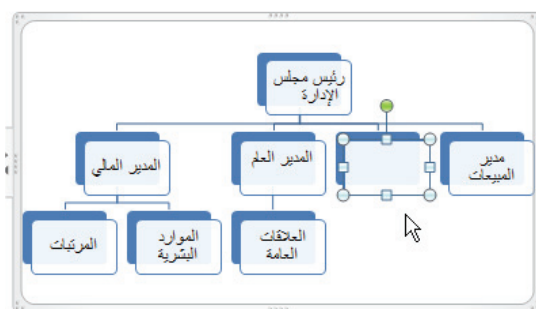 رئيس مجلس
الإدارة
مدير
المبيعات
المدير العام
المدير المالي
العلاقات
العامة
الموارد
البشرية
المرتبات